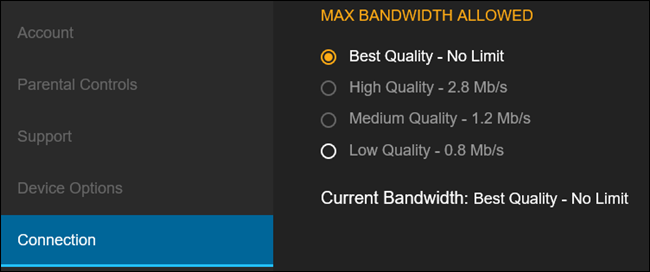 Account
Parental Controls
Support
Device Options
Connection
MAX BANDWIDTH ALLOWED
Best Quality - No Limit
High Quality - 2.8 Mb/s
Medium Quality - 1.2 Mb/s
Low Quality - 0.8 Mb/s
Current Bandwidth: Best Quality - No Limit